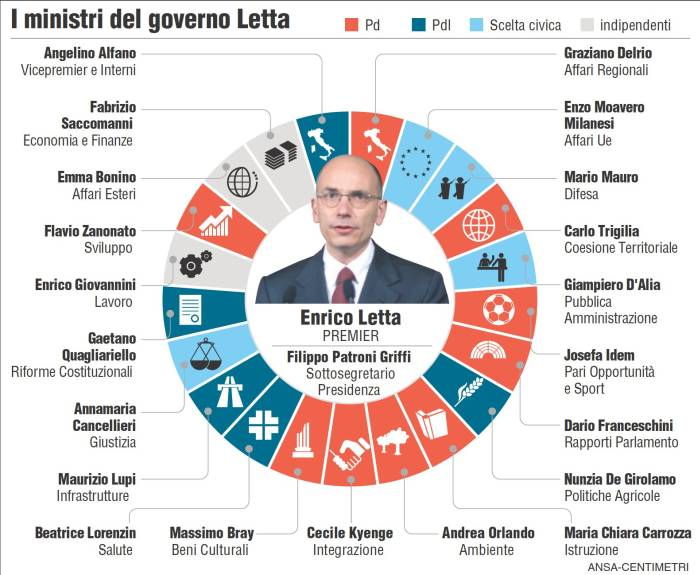 I ministri del governo Letta
Pd
Pdl
Scelta civica
indipendenti
Angelino Alfano
Vicepremier e Interni
Fabrizio
Saccomanni
Economia e Finanze
Emma Bonino
Affari Esteri
Flavio Zanonato
Sviluppo
Enrico Giovannini
Lavoro
Gaetano
Quagliariello
Riforme Costituzionali
Annamaria
Cancellieri
Giustizia
Maurizio Lupi
Infrastrutture
Beatrice Lorenzin
Salute
Massimo Bray
Beni Culturali
Cecile Kyenge
Integrazione
Andrea Orlando
Ambiente
Graziano Delrio
Affari Regionali
Enzo Moavero
Milanesi
Affari Ue
Mario Mauro
Difesa
Carlo Trigilia
Coesione Territoriale
Giampiero D'Alia
Pubblica
Amministrazione
Josefa Idem
Pari Opportunità
e Sport
Dario Franceschini
Rapporti Parlamento
Nunzia De Girolamo
Politiche Agricole
Maria Chiara Carrozza
Istruzione
Enrico Letta
PREMIER
Filippo Patroni Griffi
Sottosegretario
Presidenza
ANSA-CENTIMETRI